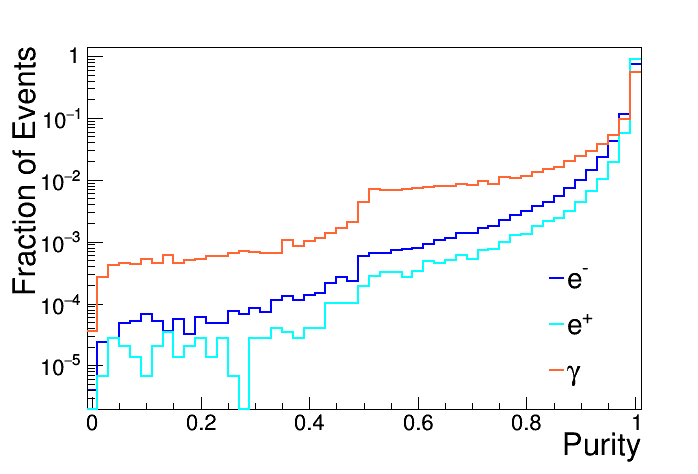 Fraction of Events
1
10⁻¹
10⁻²
10⁻³
10⁻⁴
10⁻⁵
e⁻
e⁺
γ
0 0.2 0.4 0.6 0.8 1
Purity